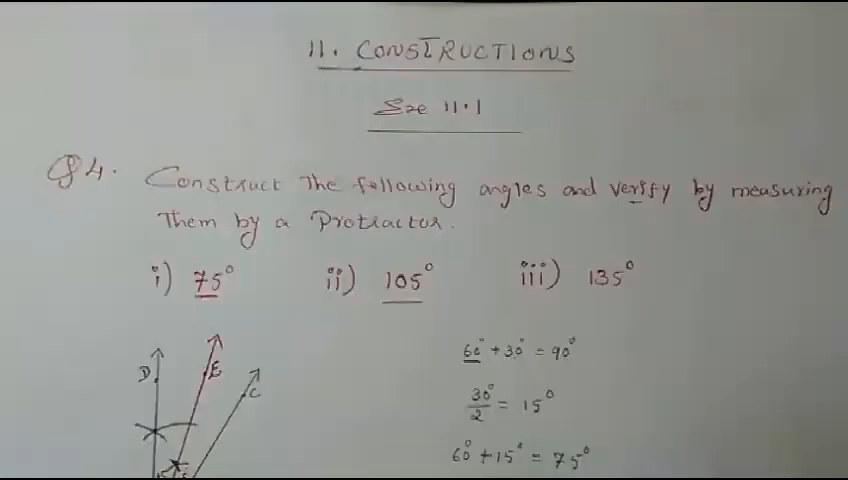 11. CONSTRUCTIONS
Exe 11.1
Q4. Construct The following angles and verify by measuring
Them by a Protractor.
i) 75° ii) 105° iii) 135°
D E C
60° + 30° = 90°
30°/2 = 15°
60° + 15° = 75°